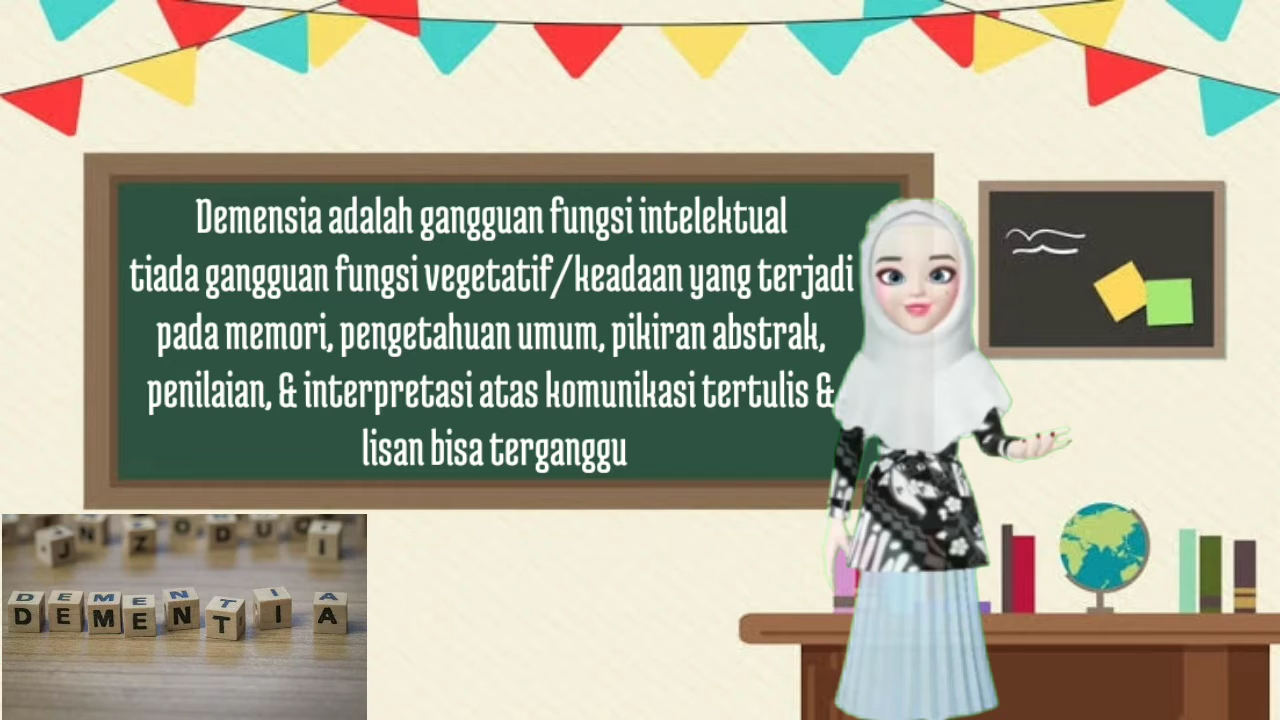 Demensia adalah gangguan fungsi intelektual
tiada gangguan fungsi vegetatif/keadaan yang terjadi
pada memori, pengetahuan umum, pikiran abstrak,
penilaian, & interpretasi atas komunikasi tertulis &
lisan bisa terganggu
J N Z O D U C I
D E M E N T I A
D E M E N T I A